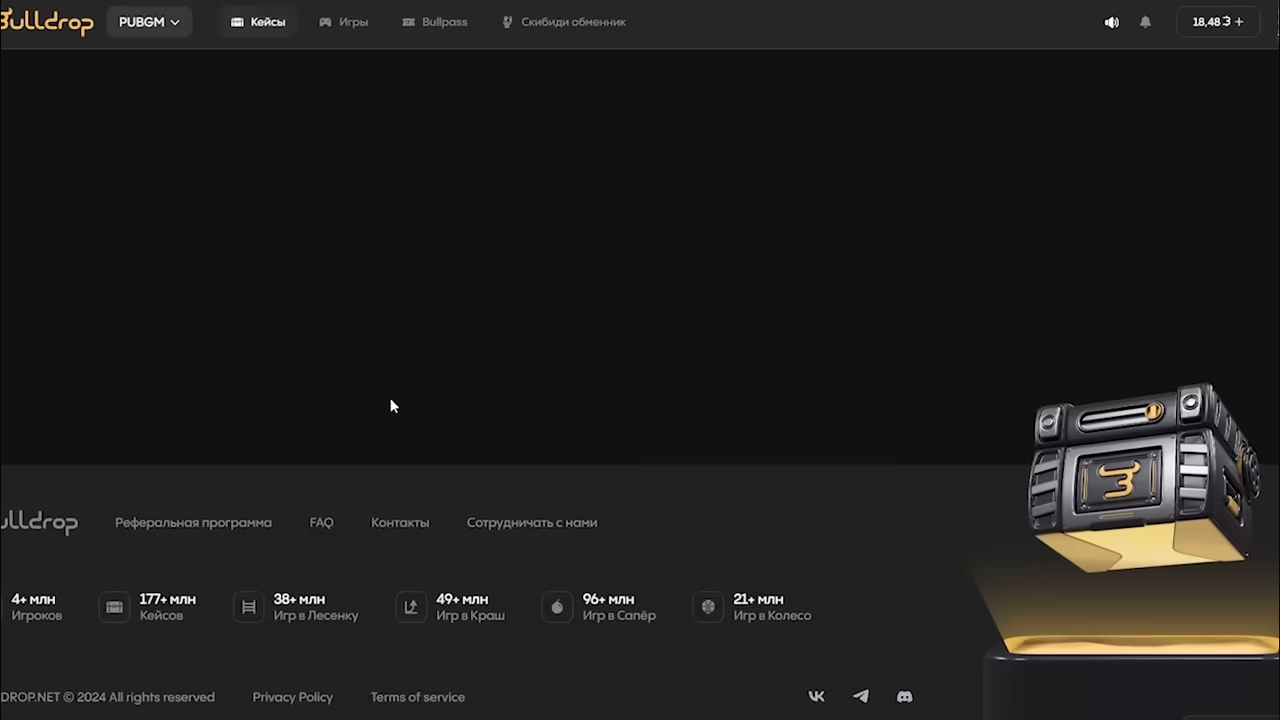 Bulldrop PUBGM Кейсы Игры Bullpass Скибиди обменник 18,48 +
ulldrop Реферальная программа FAQ Контакты Сотрудничать с нами
4+ млн 177+ млн 38+ млн 49+ млн 96+ млн 21+ млн
Игроков Кейсов Игр в Лесенку Игр в Краш Игр в Сапёр Игр в Колесо
DROP.NET © 2024 All rights reserved Privacy Policy Terms of service